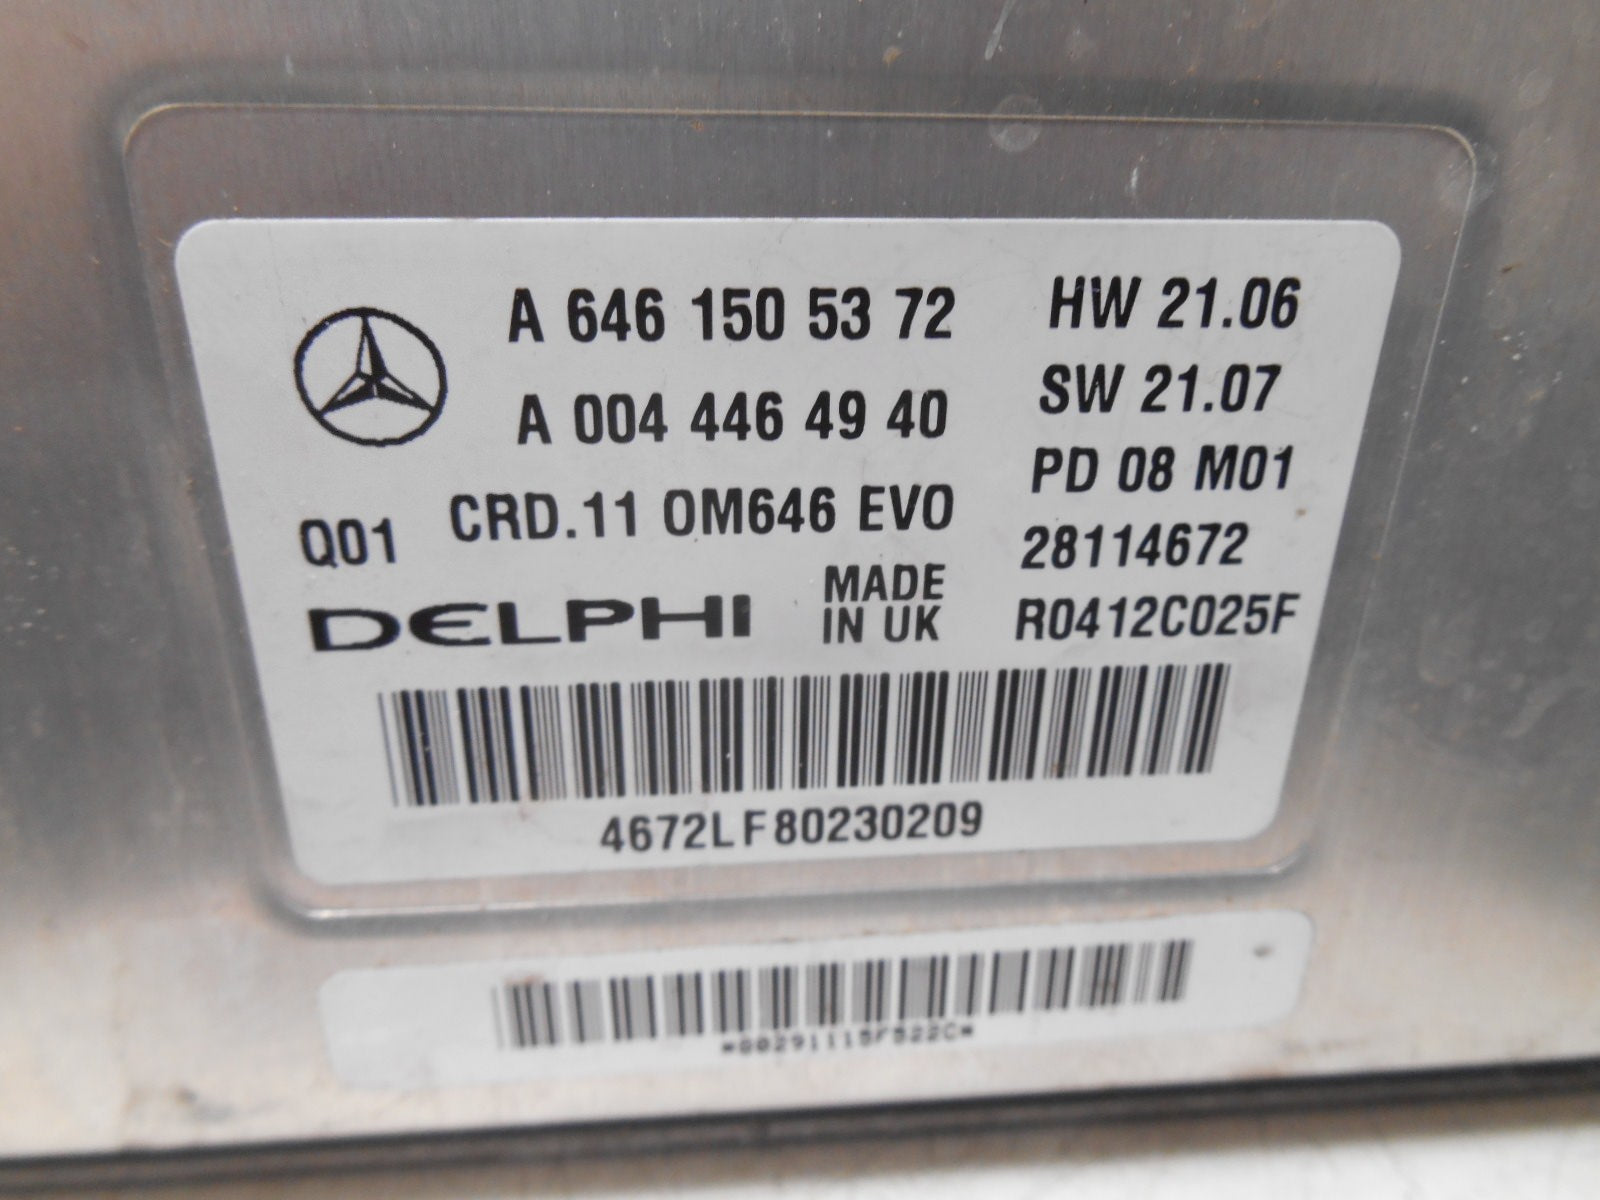 A 646 150 53 72
HW 21.06
A 004 446 49 40
SW 21.07
Q01
CRD.11 OM646 EVO
PD 08 M01
28114672
DELPHI
MADE
IN UK
R0412C025F
4672LF80230209